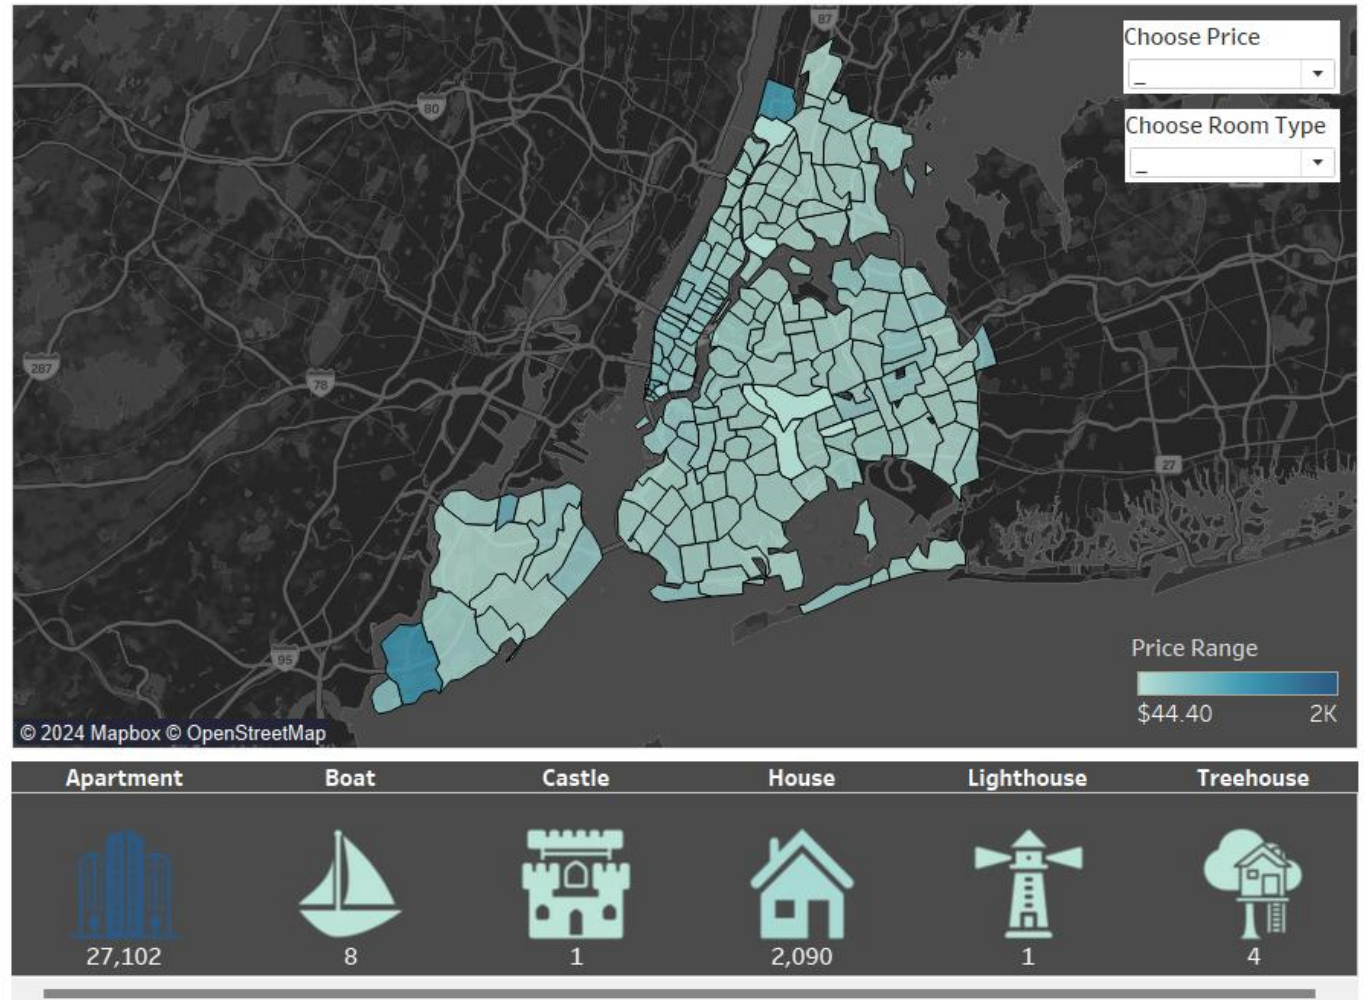 87
Choose Price
_
80
Choose Room Type
_
287
78
27
95
Price Range
$44.40 2K
© 2024 Mapbox © OpenStreetMap
Apartment Boat Castle House Lighthouse Treehouse
27,102 8 1 2,090 1 4